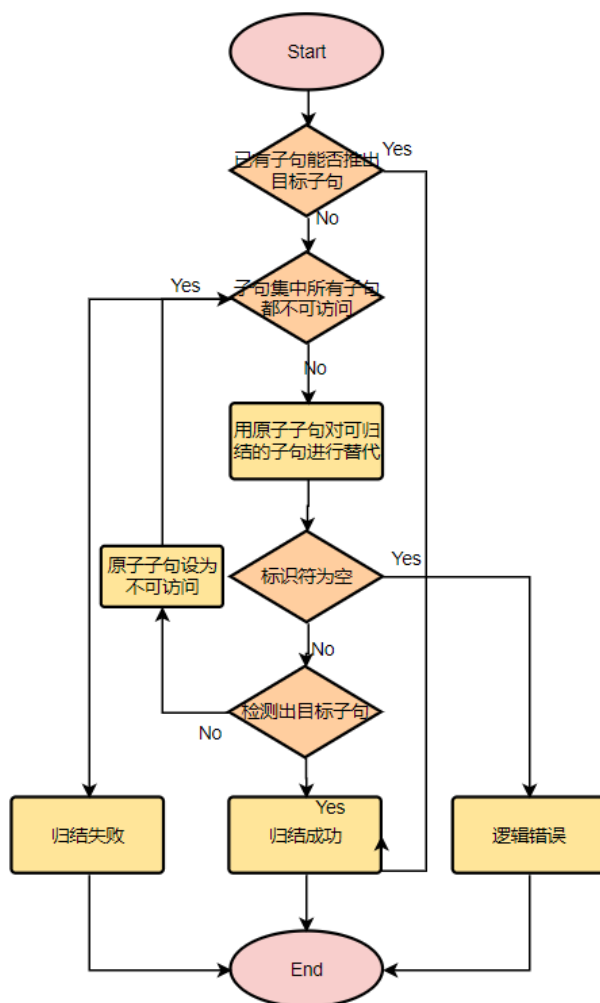 Start
已有子句能否推出
目标子句
Yes
No
子句集中所有子句
都不可访问
Yes
No
用原子子句对可归
结的子句进行替代
原子子句设为
不可访问
标识符为空
Yes
No
检测出目标子句
No
Yes
归结失败
归结成功
逻辑错误
End